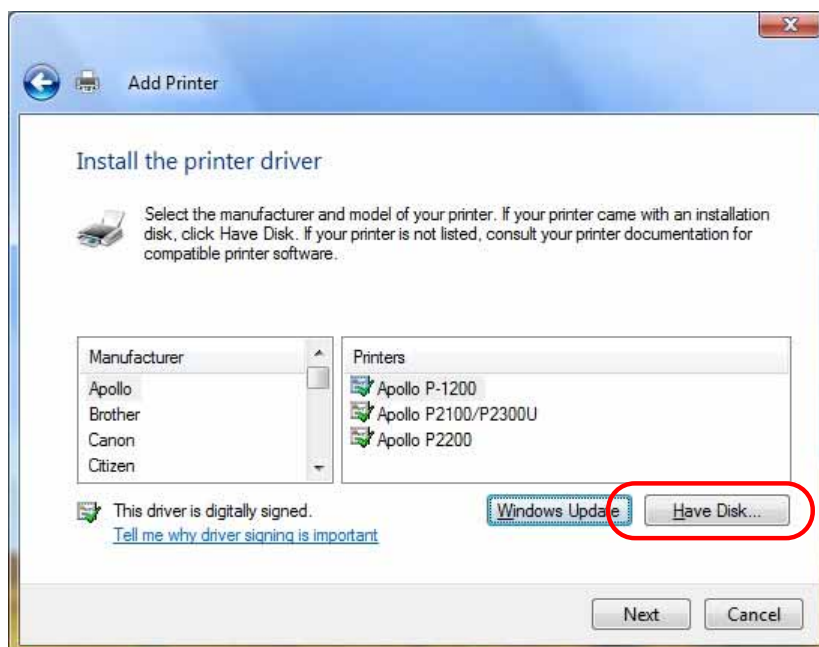 Add Printer
Install the printer driver
Select the manufacturer and model of your printer. If your printer came with an installation
disk, click Have Disk. If your printer is not listed, consult your printer documentation for
compatible printer software.
Manufacturer
Apollo
Brother
Canon
Citizen
Printers
Apollo P-1200
Apollo P2100/P2300U
Apollo P2200
This driver is digitally signed.
Tell me why driver signing is important
Windows Update
Have Disk...
Next
Cancel